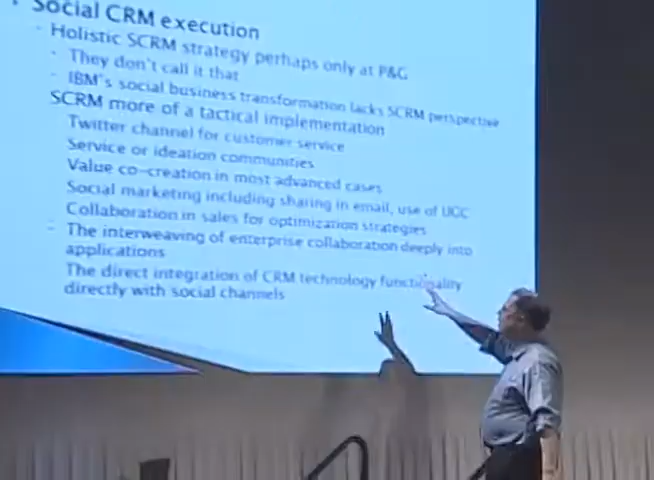 Social CRM execution
Holistic SCRM strategy perhaps only at P&G
They don't call it that
IBM's social business transformation lacks SCRM perspective
SCRM more of a tactical implementation
Twitter channel for customer service
Service or ideation communities
Value co-creation in most advanced cases
Social marketing including sharing in email, use of UGC
Collaboration in sales for optimization strategies
The interweaving of enterprise collaboration deeply into
applications
The direct integration of CRM technology functionality
directly with social channels